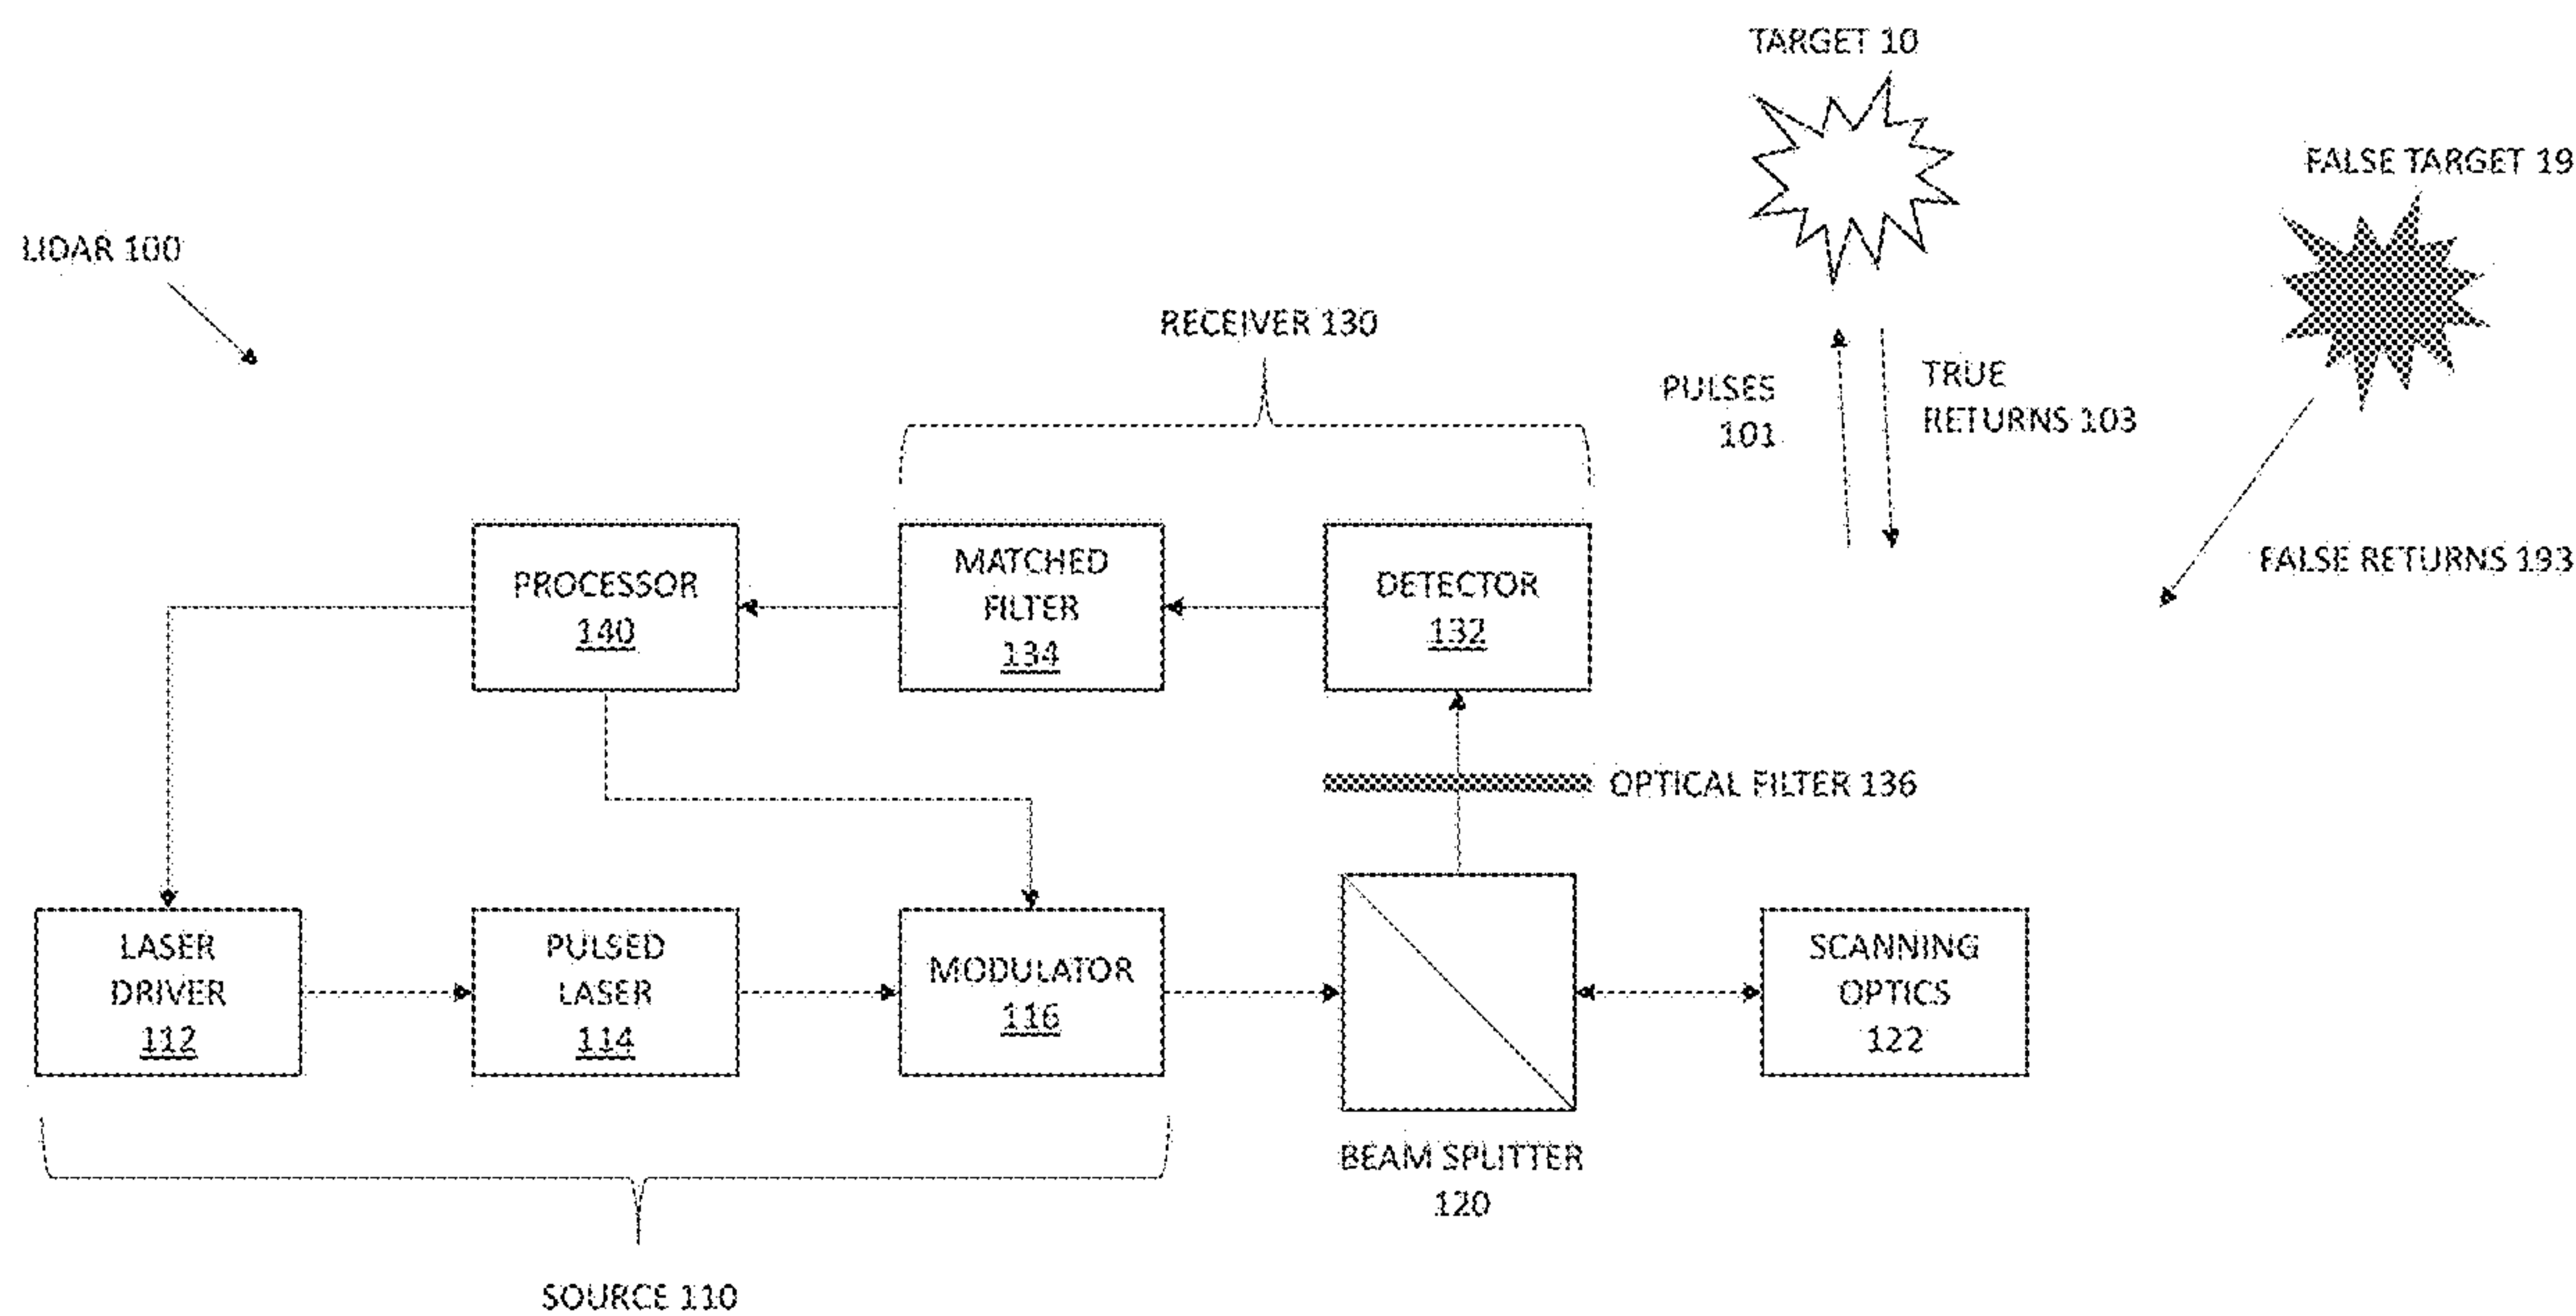 TARGET 10
FALSE TARGET 19
LIDAR 100
RECEIVER 130
PULSES
101
TRUE
RETURNS 103
FALSE RETURNS 193
PROCESSOR
140
MATCHED
FILTER
134
DETECTOR
132
OPTICAL FILTER 136
LASER
DRIVER
112
PULSED
LASER
114
MODULATOR
116
SCANNING
OPTICS
122
BEAM SPLITTER
120
SOURCE 110